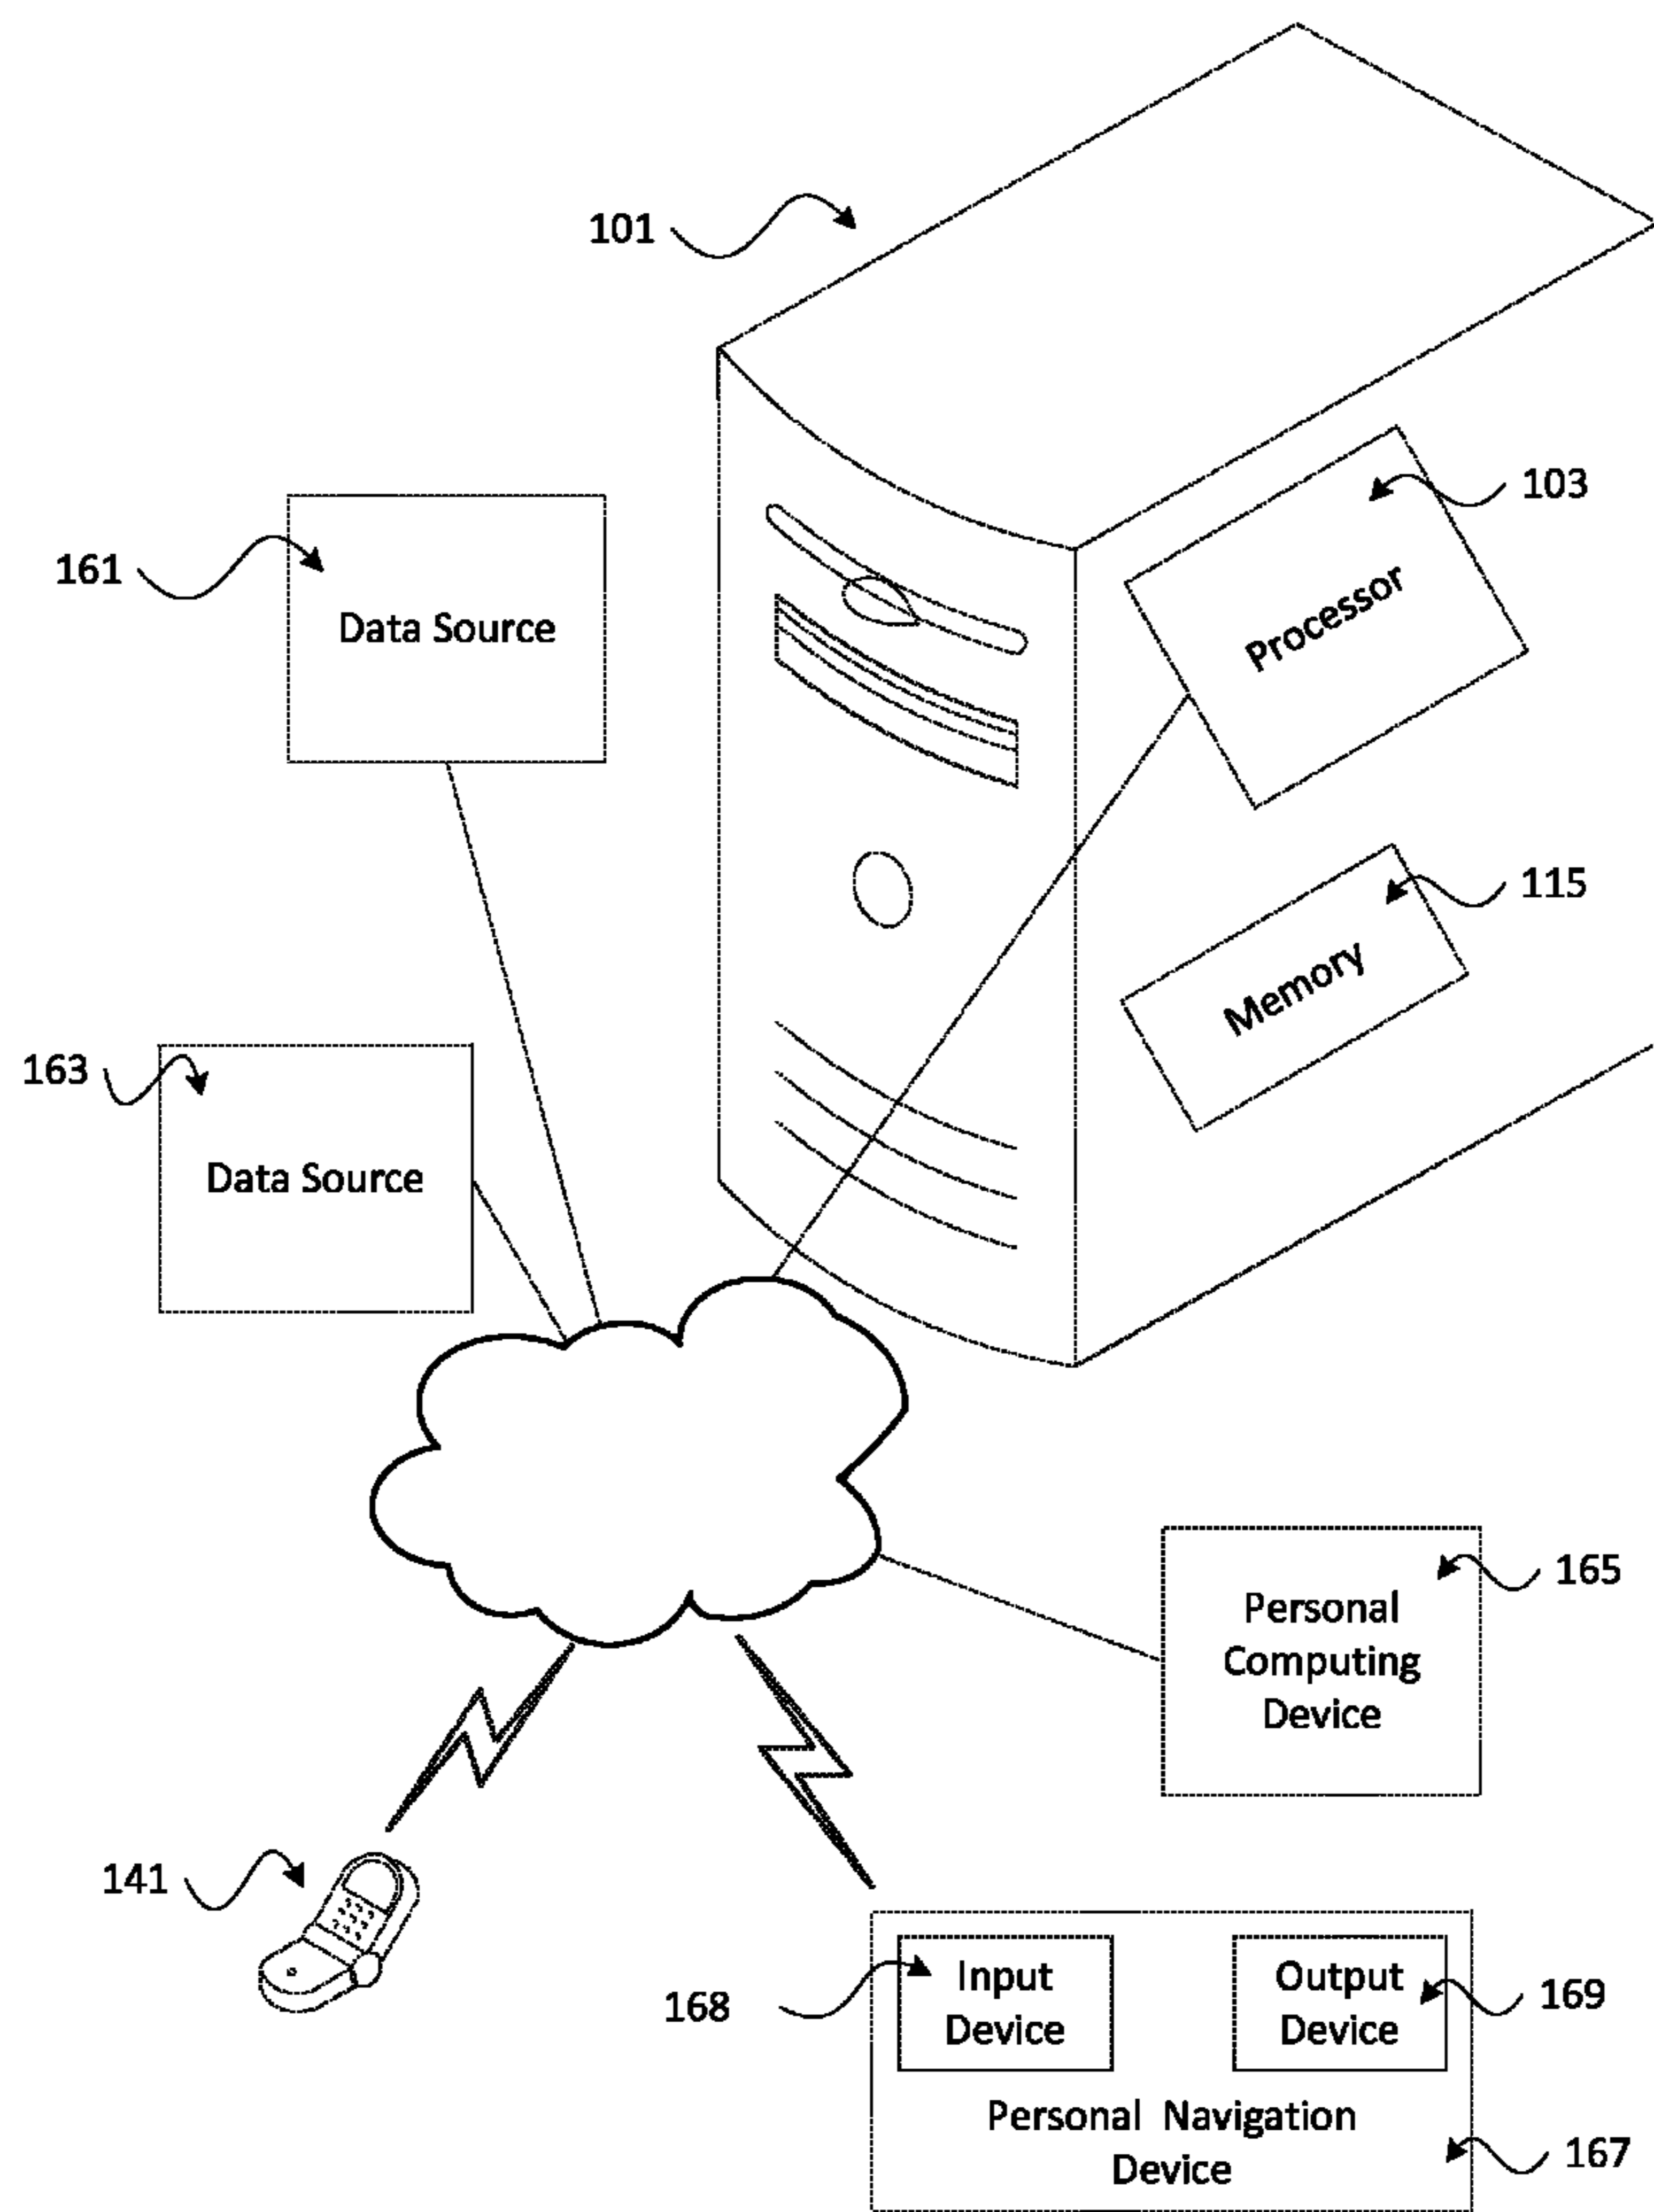 101
103
161
Data Source
Processor
115
Memory
163
Data Source
165
Personal
Computing
Device
141
168
Input
Device
Output
Device
169
Personal Navigation
Device
167